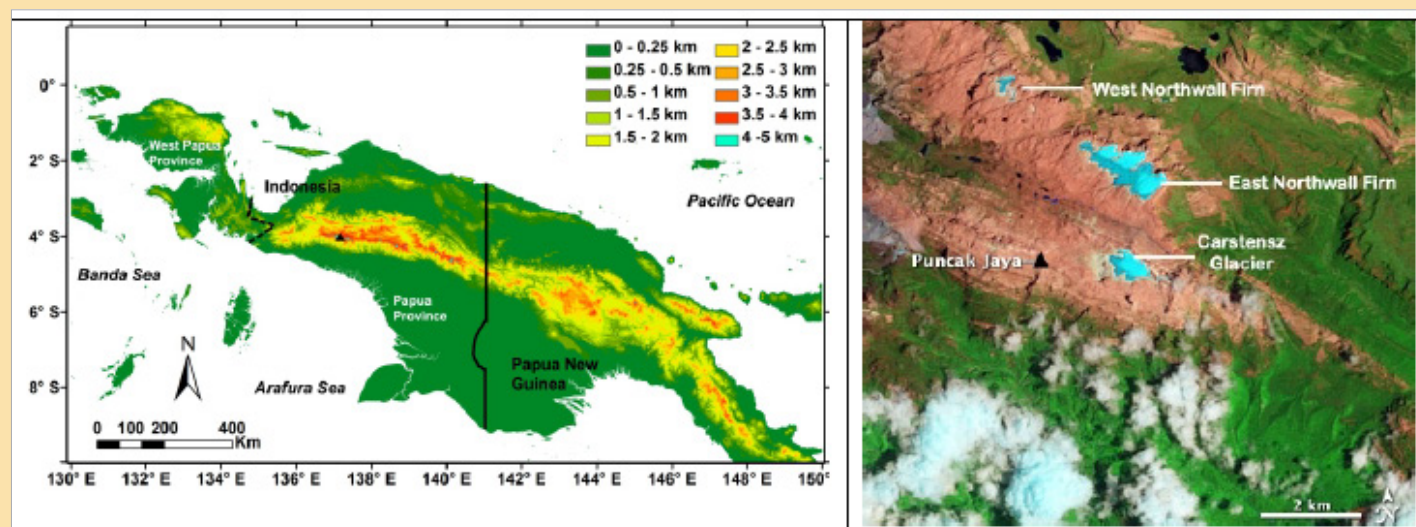 0 - 0.25 km
0.25 - 0.5 km
0.5 - 1 km
1 - 1.5 km
1.5 - 2 km
2 - 2.5 km
2.5 - 3 km
3 - 3.5 km
3.5 - 4 km
4 -5 km
0°
2° S
4° S
6° S
8° S
West Papua
Province
Indonesia
Pacific Ocean
Banda Sea
Papua
Province
N
Papua New
Guinea
Arafura Sea
0 100 200 400
Km
130° E 132° E 134° E 136° E 138° E 140° E 142° E 144° E 146° E 148° E 150° E
West Northwall Firn
East Northwall Firn
Carstensz
Glacier
Puncak Jaya
2 km
N